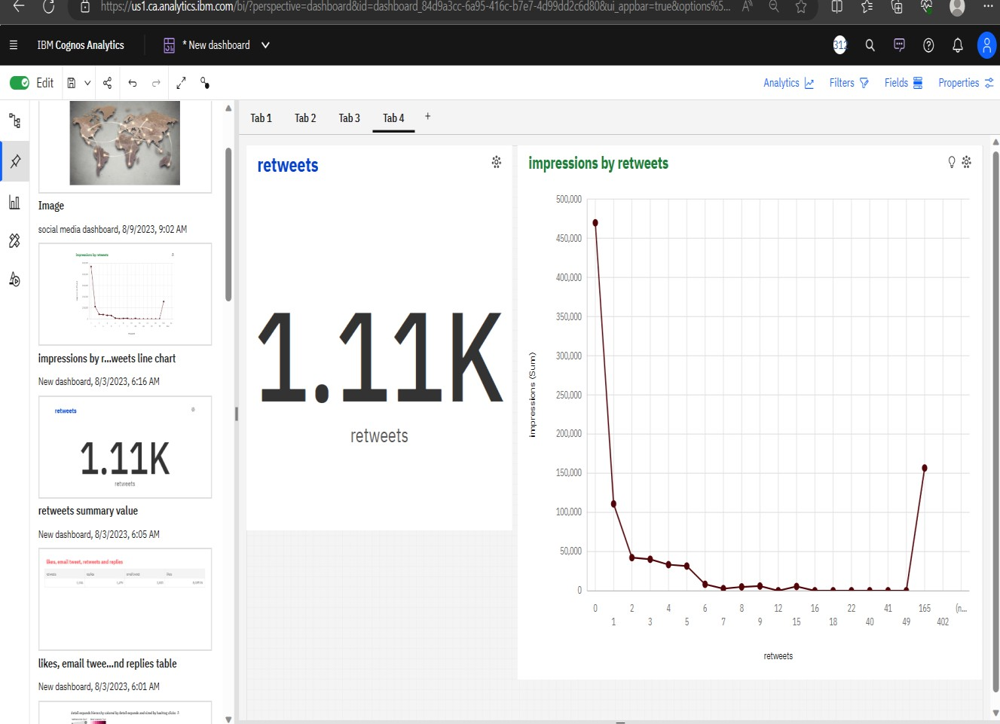 https://us1.ca.analytics.ibm.com/bi/?perspective=dashboard&id=dashboard_84d9a3cc-6a95-416c-b7e7-4d99dd2c6d80&ui_appbar=true&options%5...
IBM Cognos Analytics
* New dashboard
312
Edit
Analytics
Filters
Fields
Properties
Image
social media dashboard, 8/9/2023, 9:02 AM
impressions by retweets
impressions by r...weets line chart
New dashboard, 8/3/2023, 6:16 AM
retweets
1.11K
retweets
retweets summary value
New dashboard, 8/3/2023, 6:05 AM
likes, email tweet, retweets and replies
likes, email twee...nd replies table
New dashboard, 8/3/2023, 6:01 AM
Tab 1
Tab 2
Tab 3
Tab 4
+
retweets
1.11K
retweets
impressions by retweets
impressions (Sum)
500,000
450,000
400,000
350,000
300,000
250,000
200,000
150,000
100,000
50,000
0
0 2 4 6 8 12 16 22 41 165 (n...
1 3 5 7 9 15 18 40 49 402
retweets